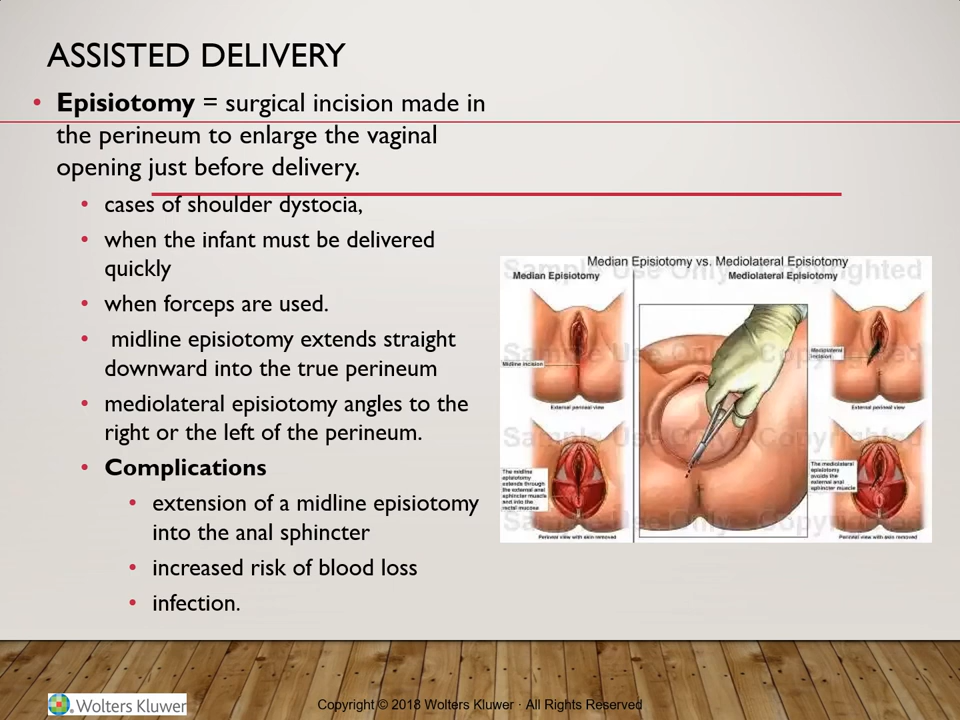 ASSISTED DELIVERY
• Episiotomy = surgical incision made in
the perineum to enlarge the vaginal
opening just before delivery.
• cases of shoulder dystocia,
• when the infant must be delivered
quickly
• when forceps are used.
• midline episiotomy extends straight
downward into the true perineum
• mediolateral episiotomy angles to the
right or the left of the perineum.
• Complications
• extension of a midline episiotomy
into the anal sphincter
• increased risk of blood loss
• infection.
Median Episiotomy vs. Mediolateral Episiotomy
Sample Use Only - Copyrighted
Median Episiotomy
Mediolateral Episiotomy
Sample Use Only - Copyrighted
Midline incision
Mediolateral
incision
External perineal view
External perineal view
Sample Use Only - Copyrighted
The midline
episiotomy
extends through
the external anal
sphincter muscle
and into the
rectal mucosa
The mediolateral
episiotomy
avoids the
external anal
sphincter muscle
Sample Use Only - Copyrighted
Perineal view with skin removed
Perineal view with skin removed
Wolters Kluwer
Copyright © 2018 Wolters Kluwer · All Rights Reserved